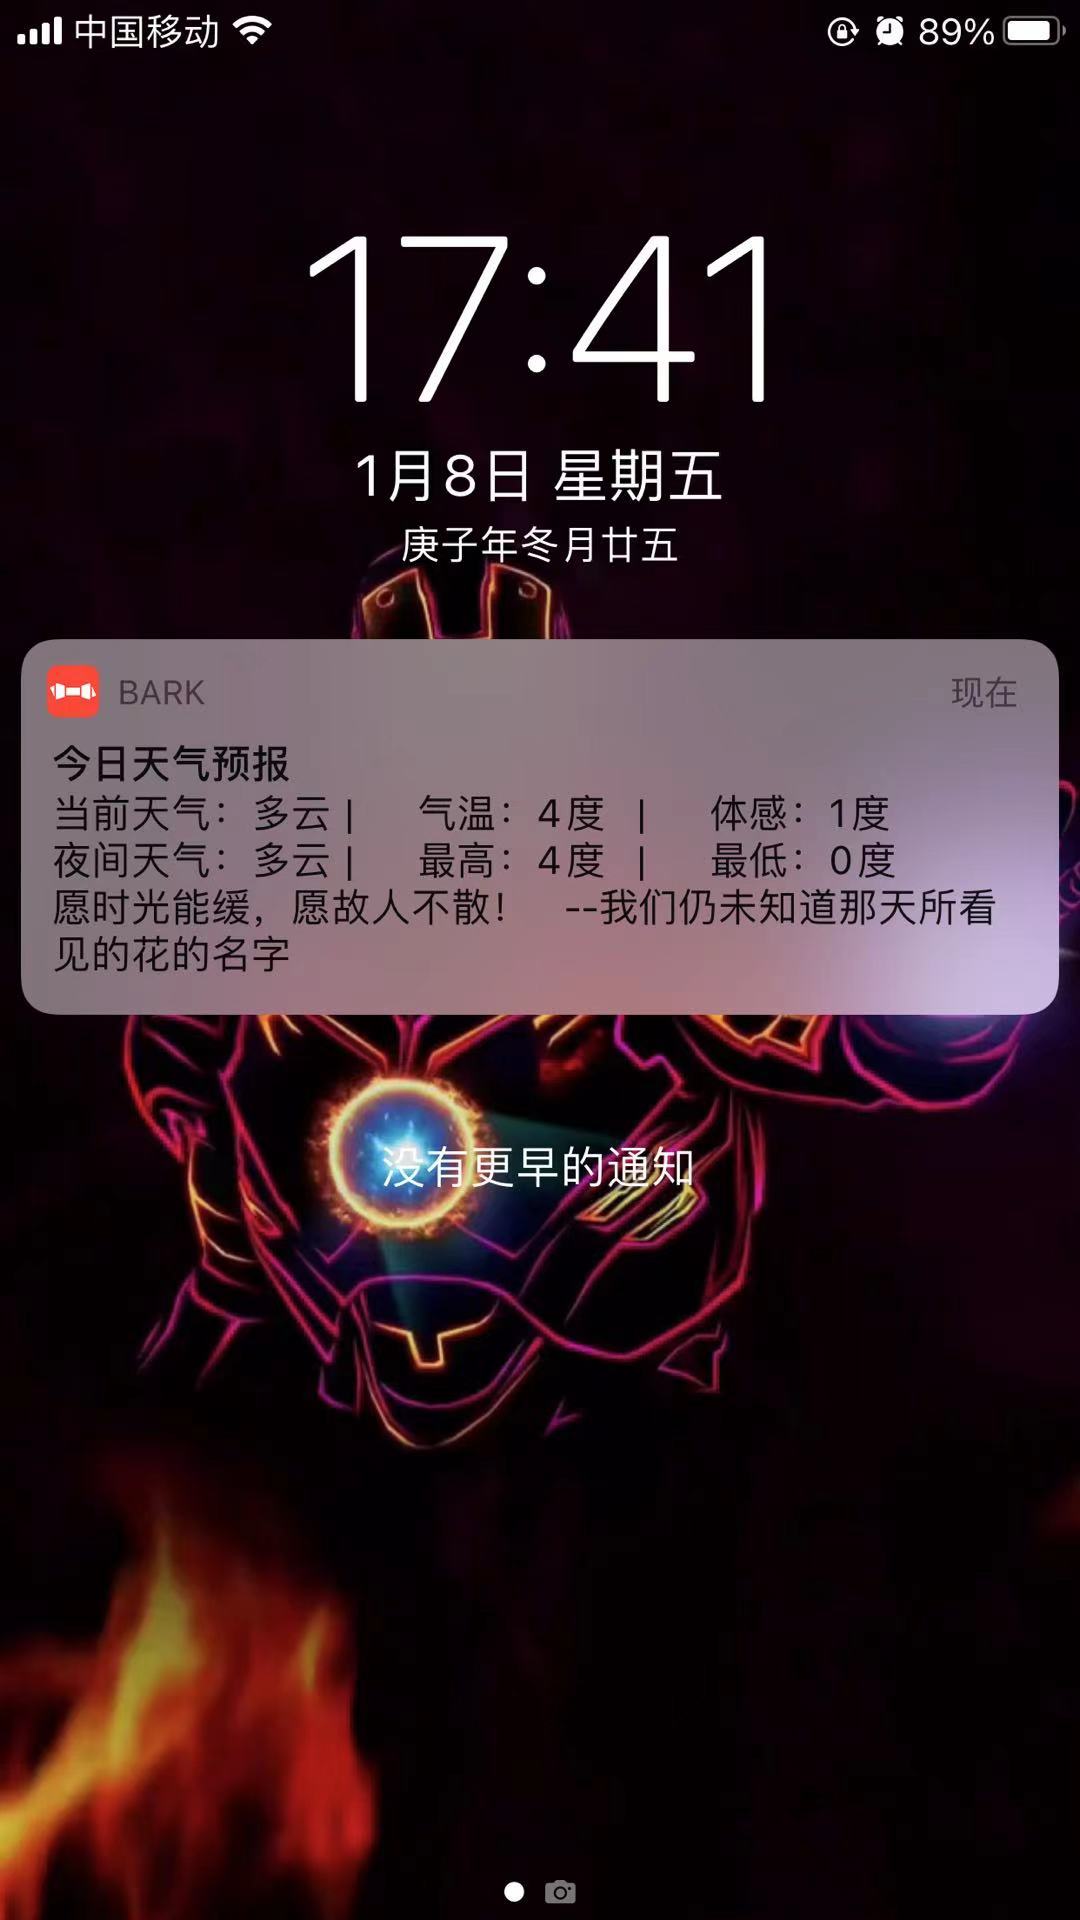 中国移动 89%
17:41
1月8日 星期五
庚子年冬月廿五
BARK 现在
今日天气预报
当前天气：多云 | 气温：4度 | 体感：1度
夜间天气：多云 | 最高：4度 | 最低：0度
愿时光能缓，愿故人不散！ --我们仍未知道那天所看
见的花的名字
没有更早的通知